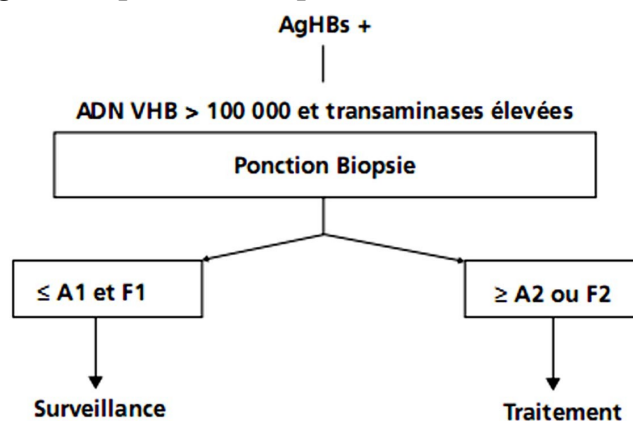 AgHBs +
ADN VHB > 100 000 et transaminases élevées
Ponction Biopsie
≤ A1 et F1
≥ A2 ou F2
Surveillance
Traitement